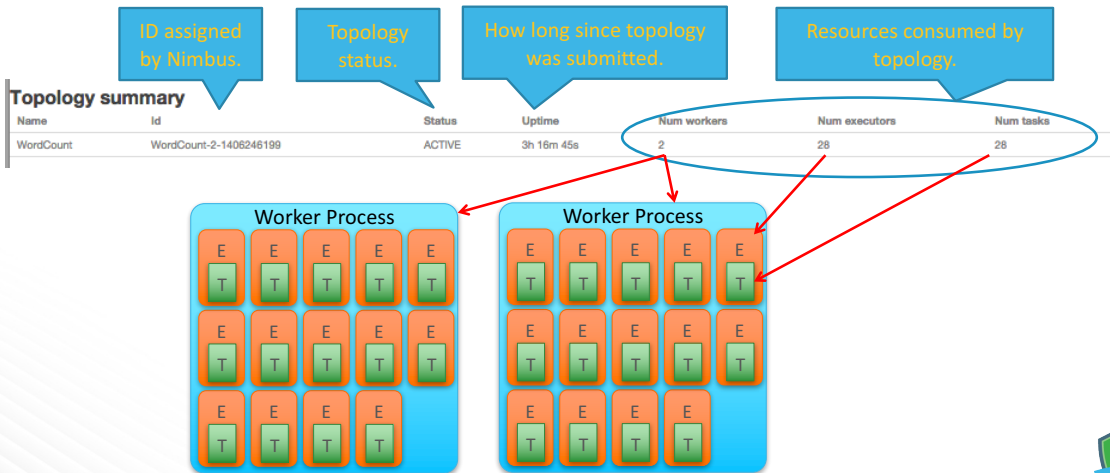 ID assigned
by Nimbus.
Topology
status.
How long since topology
was submitted.
Resources consumed by
topology.
Topology summary
Name Id Status Uptime Num workers Num executors Num tasks
WordCount WordCount-2-1406246199 ACTIVE 3h 16m 45s 2 28 28
Worker Process
E E E E E
T T T T T
E E E E E
T T T T T
E E E E
T T T T
Worker Process
E E E E E
T T T T T
E E E E E
T T T T T
E E E E
T T T T